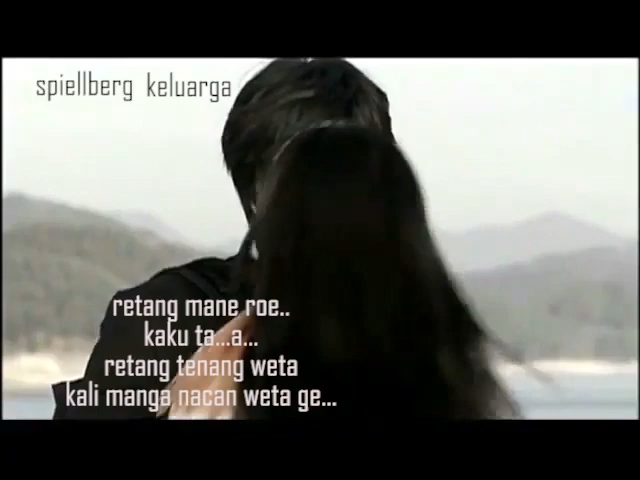 spiellberg keluarga
retang mane roe..
kaku ta...a...
retang tenang weta
kali manga nacan weta ge...